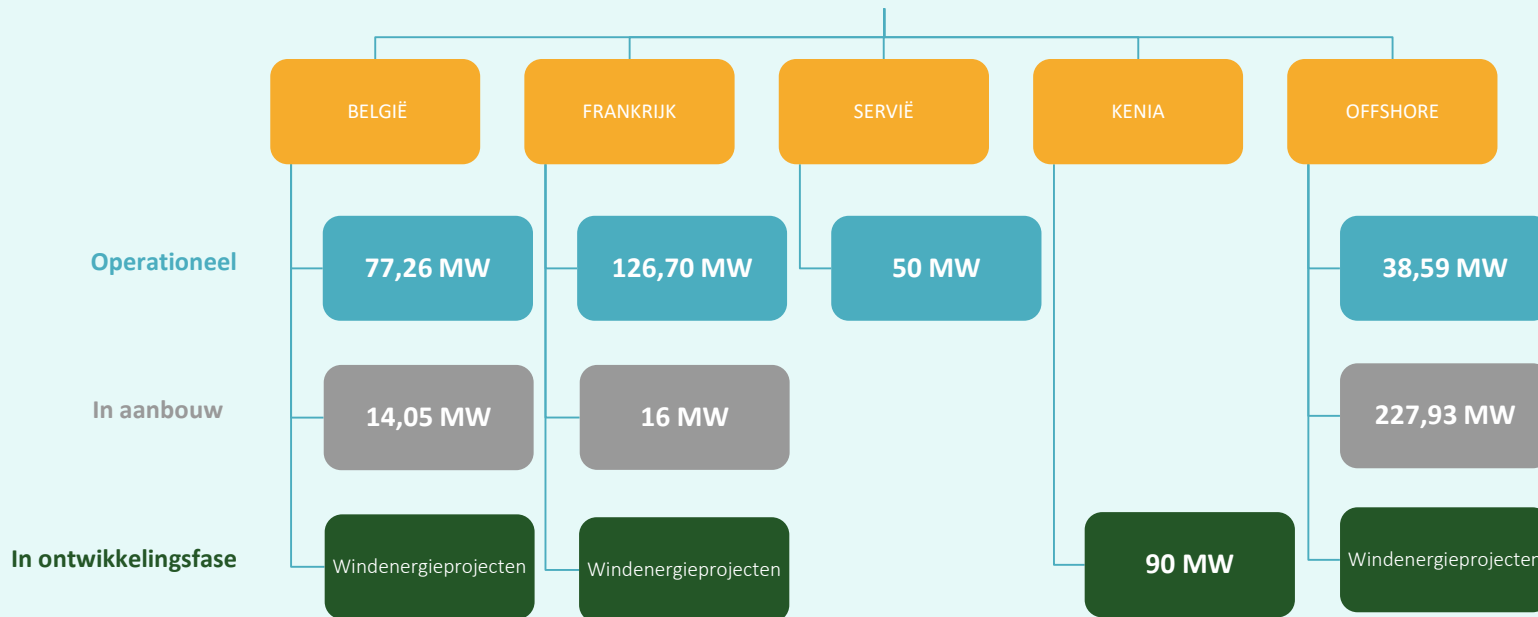 BELGIË
FRANKRIJK
SERVIË
KENIA
OFFSHORE
Operationeel
77,26 MW
126,70 MW
50 MW
38,59 MW
In aanbouw
14,05 MW
16 MW
227,93 MW
In ontwikkelingsfase
Windenergieprojecten
Windenergieprojecten
90 MW
Windenergieprojecten